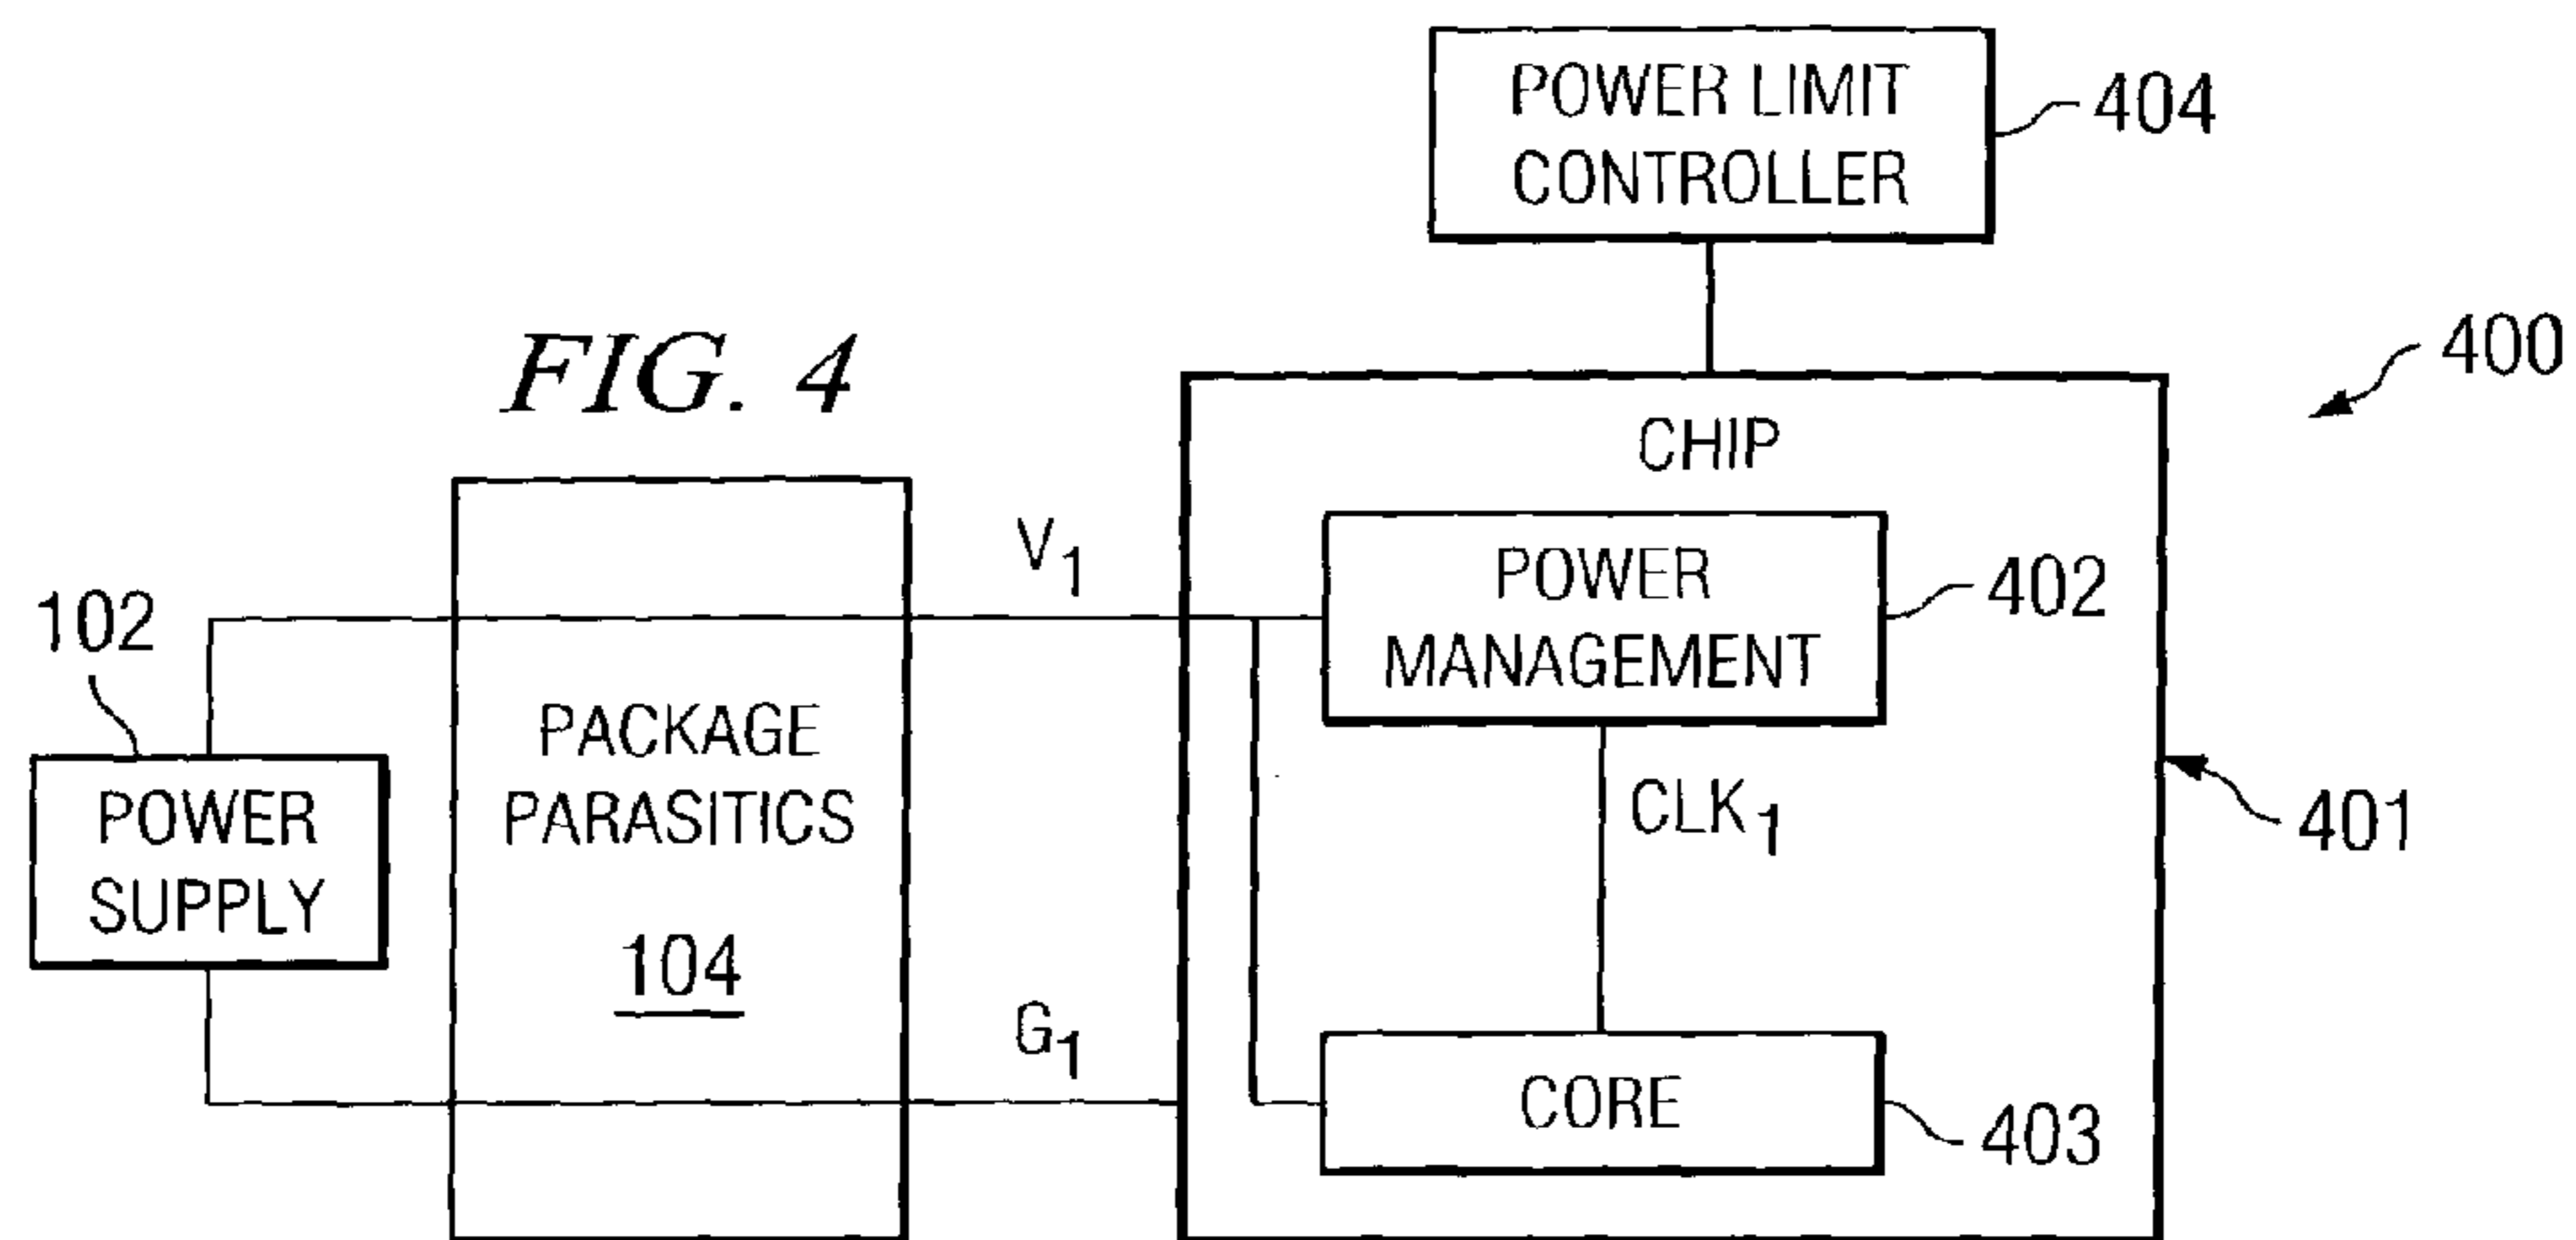 POWER LIMIT
CONTROLLER
404
FIG. 4
400
CHIP
V1
POWER
MANAGEMENT
402
102
POWER
SUPPLY
PACKAGE
PARASITICS
104
CLK1
401
G1
CORE
403